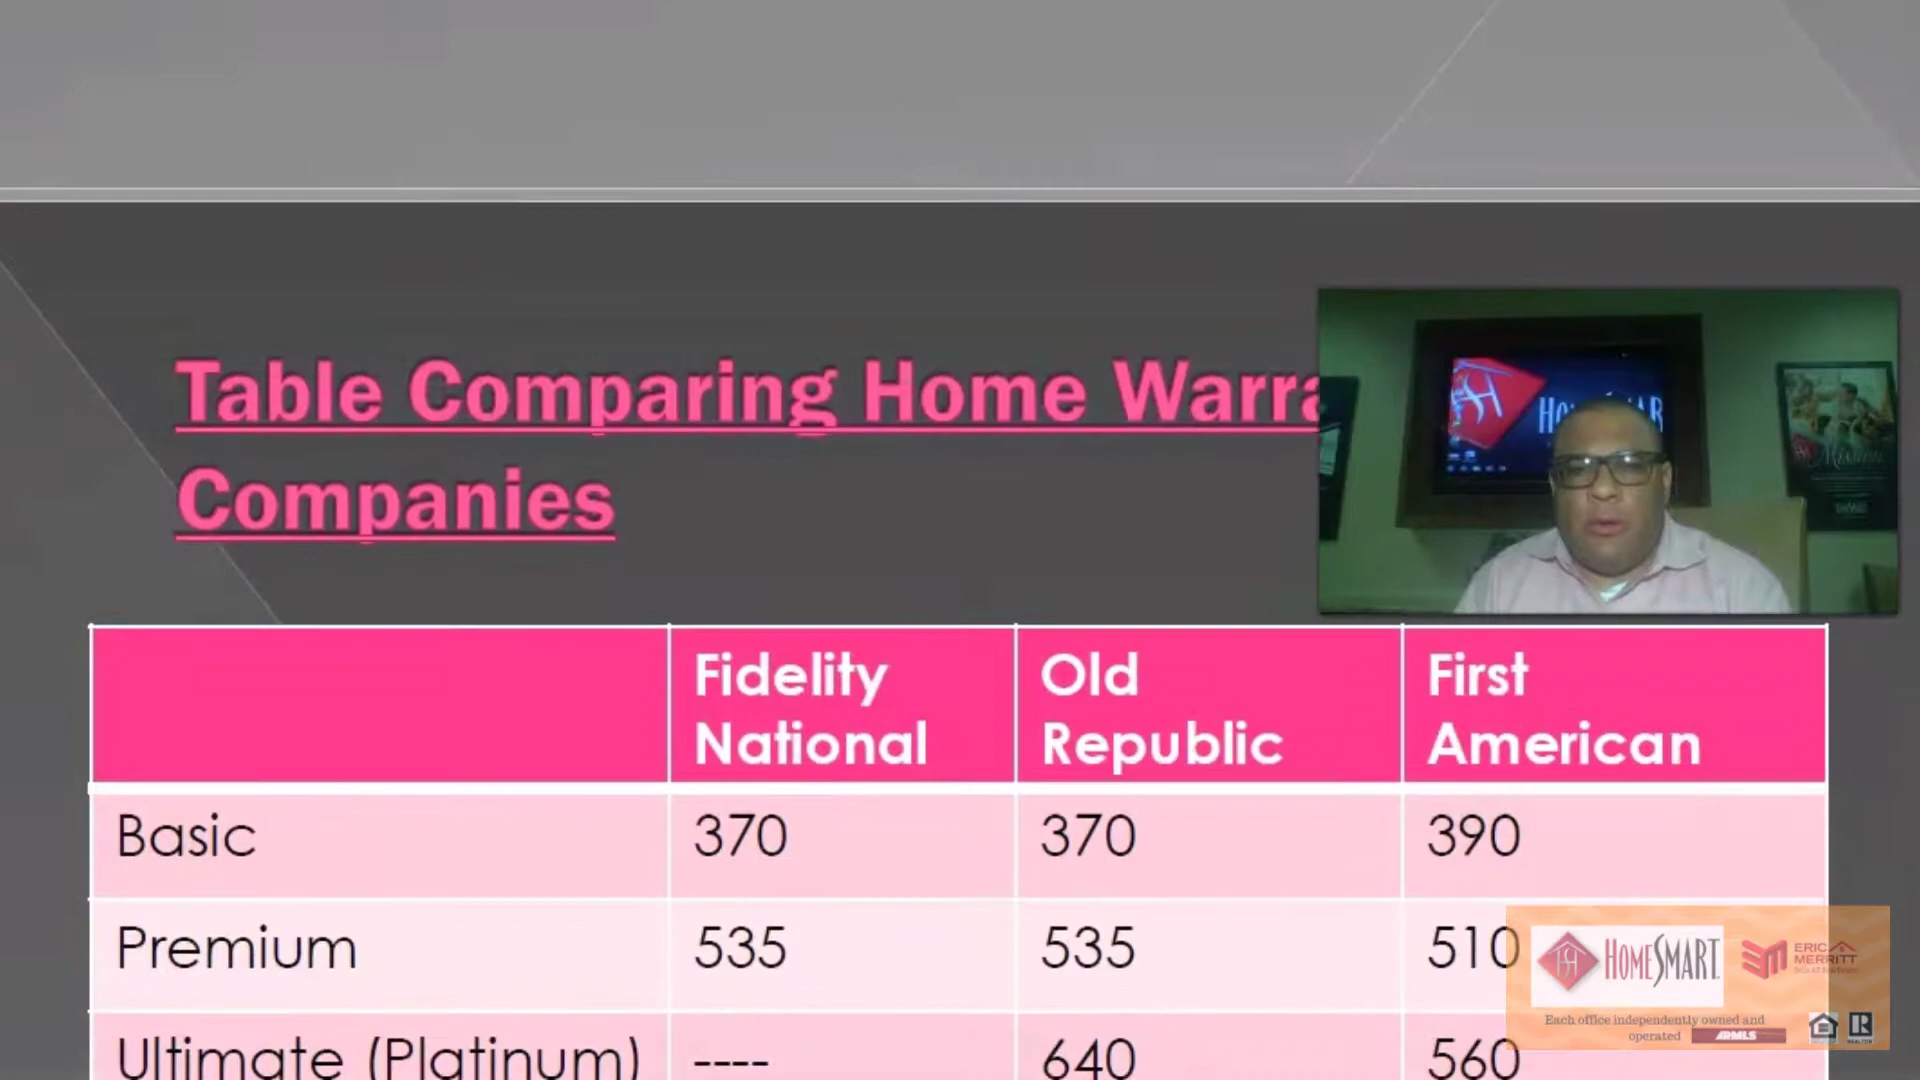 Table Comparing Home Warra
Companies
Fidelity
National
Old
Republic
First
American
Basic
370
370
390
Premium
535
535
510
Ultimate (Platinum)
----
640
560
HOMESMART
ERIC
MERRITT
Each office independently owned and
operated
ARMLS